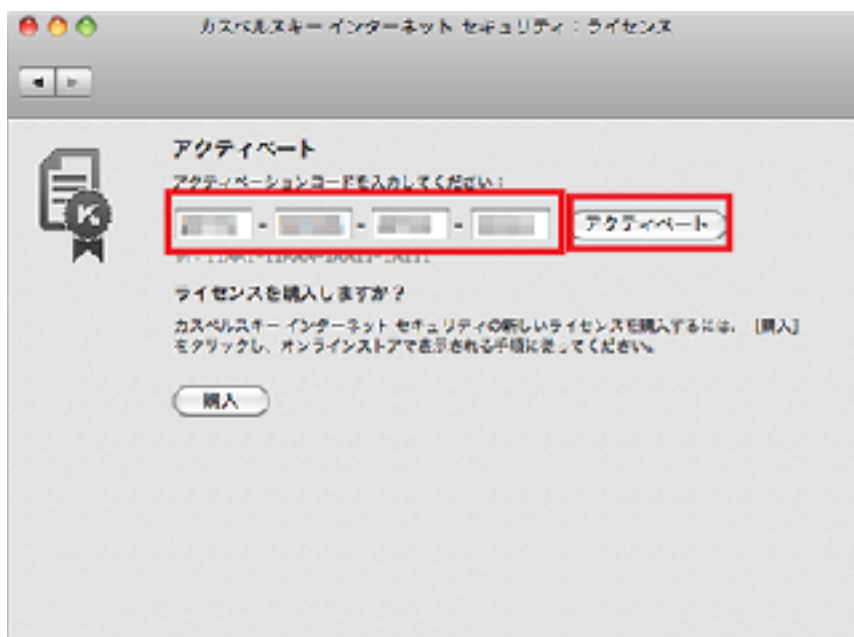 カスペルスキー インターネット セキュリティ：ライセンス
アクティベート
アクティベーションコードを入力してください：
- - -
アクティベート
ライセンスを購入しますか？
カスペルスキー インターネット セキュリティの新しいライセンスを購入するには、［購入］
をクリックし、オンラインストアで表示される手順に従ってください。
購入